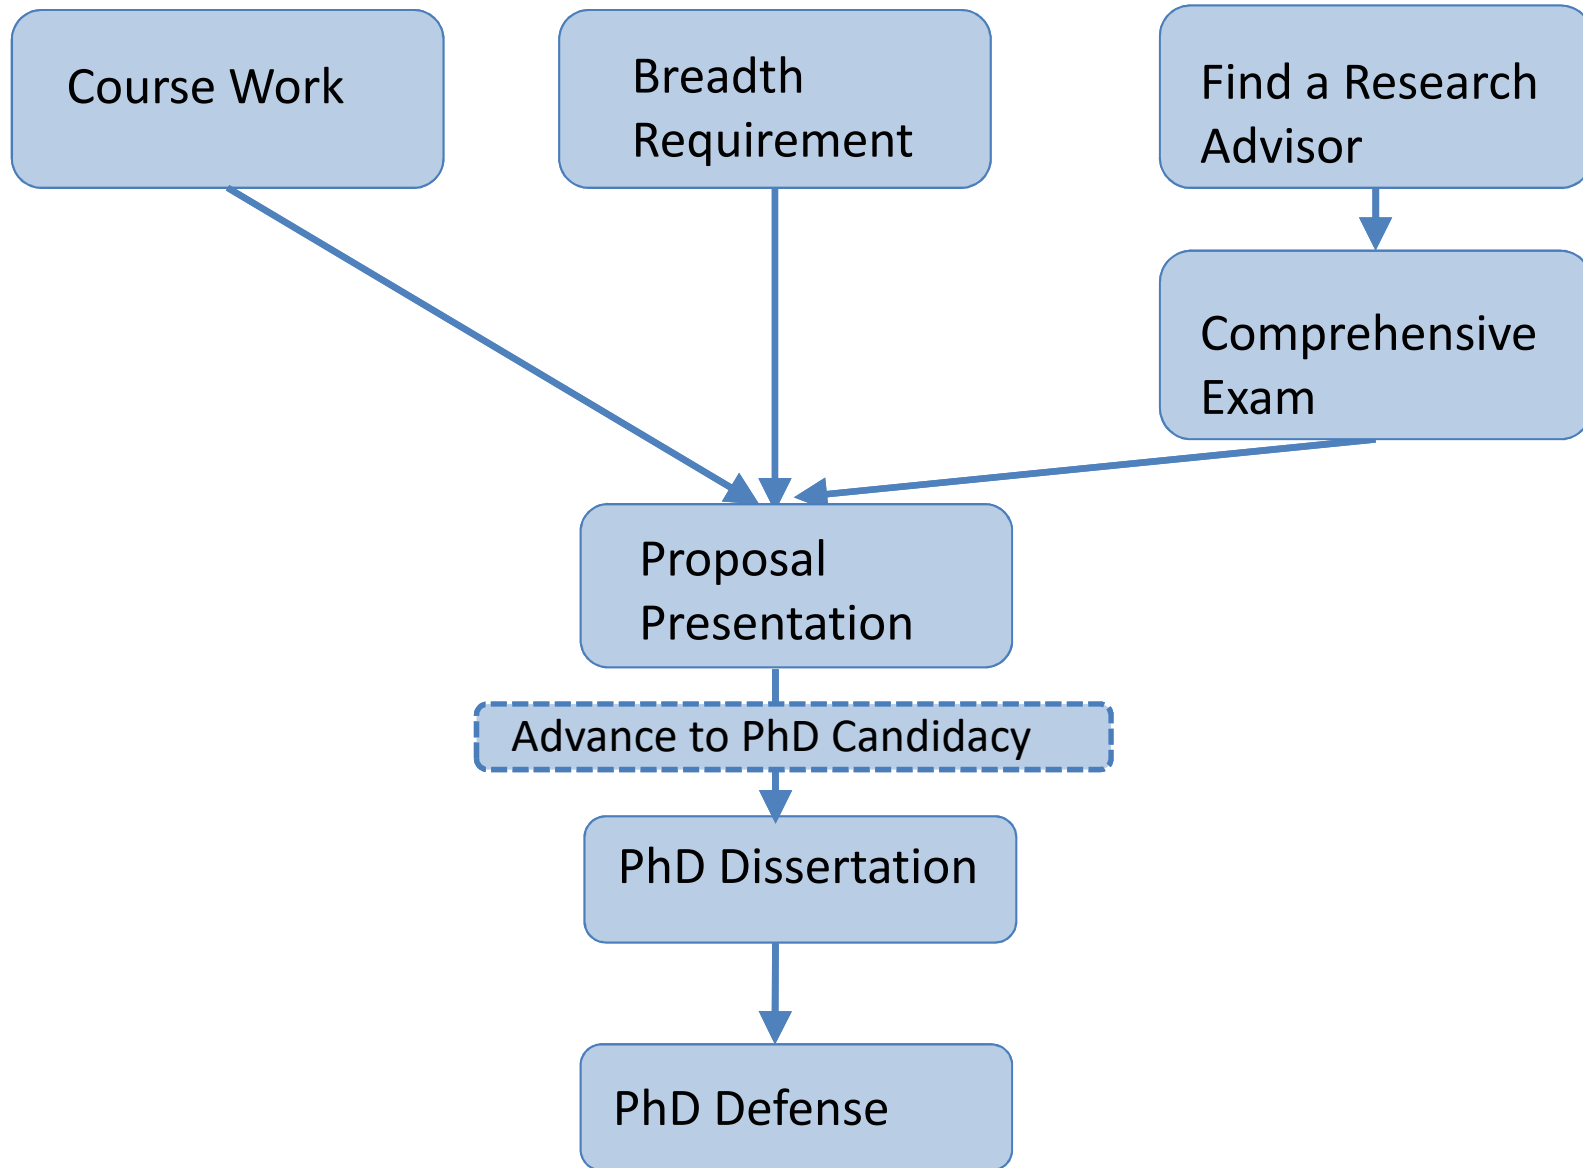 Course Work
Breadth
Requirement
Find a Research
Advisor
Comprehensive
Exam
Proposal
Presentation
Advance to PhD Candidacy
PhD Dissertation
PhD Defense